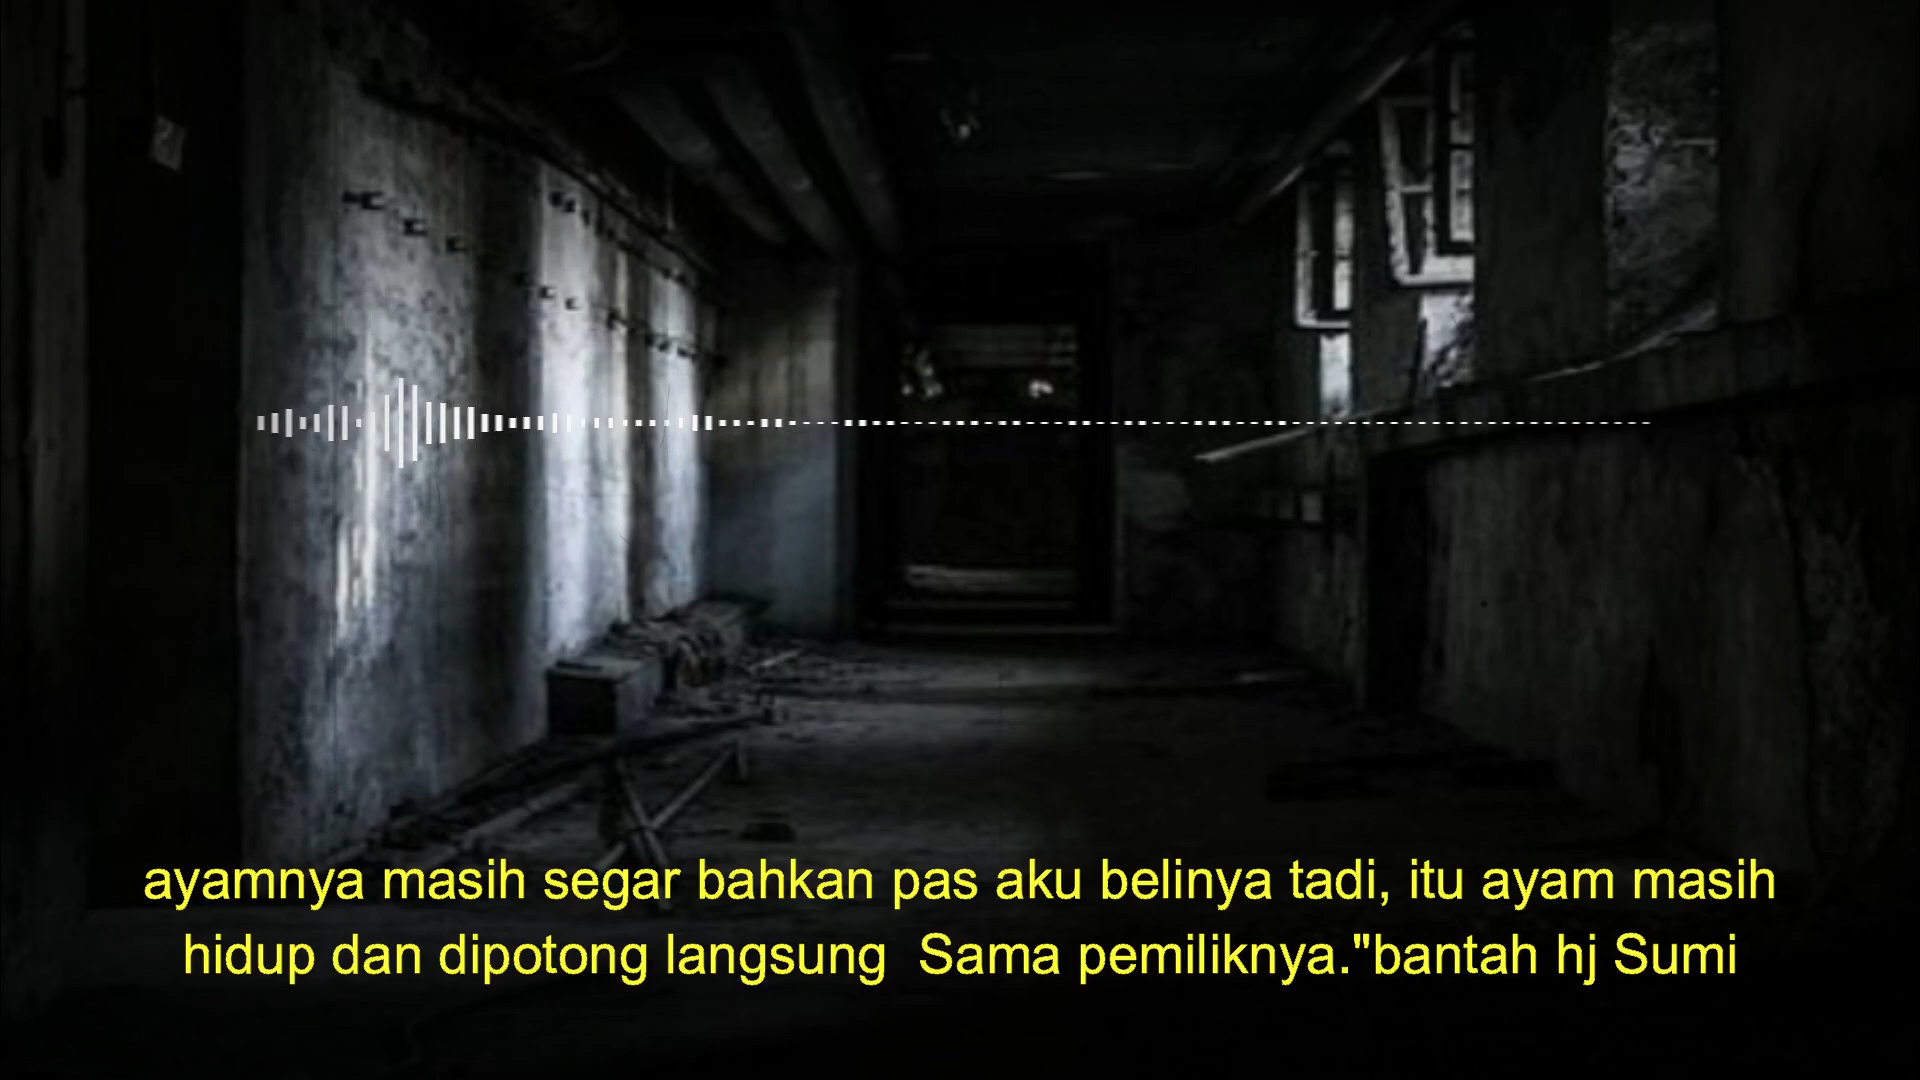 ayamnya masih segar bahkan pas aku belinya tadi, itu ayam masih
hidup dan dipotong langsung  Sama pemiliknya."bantah hj Sumi